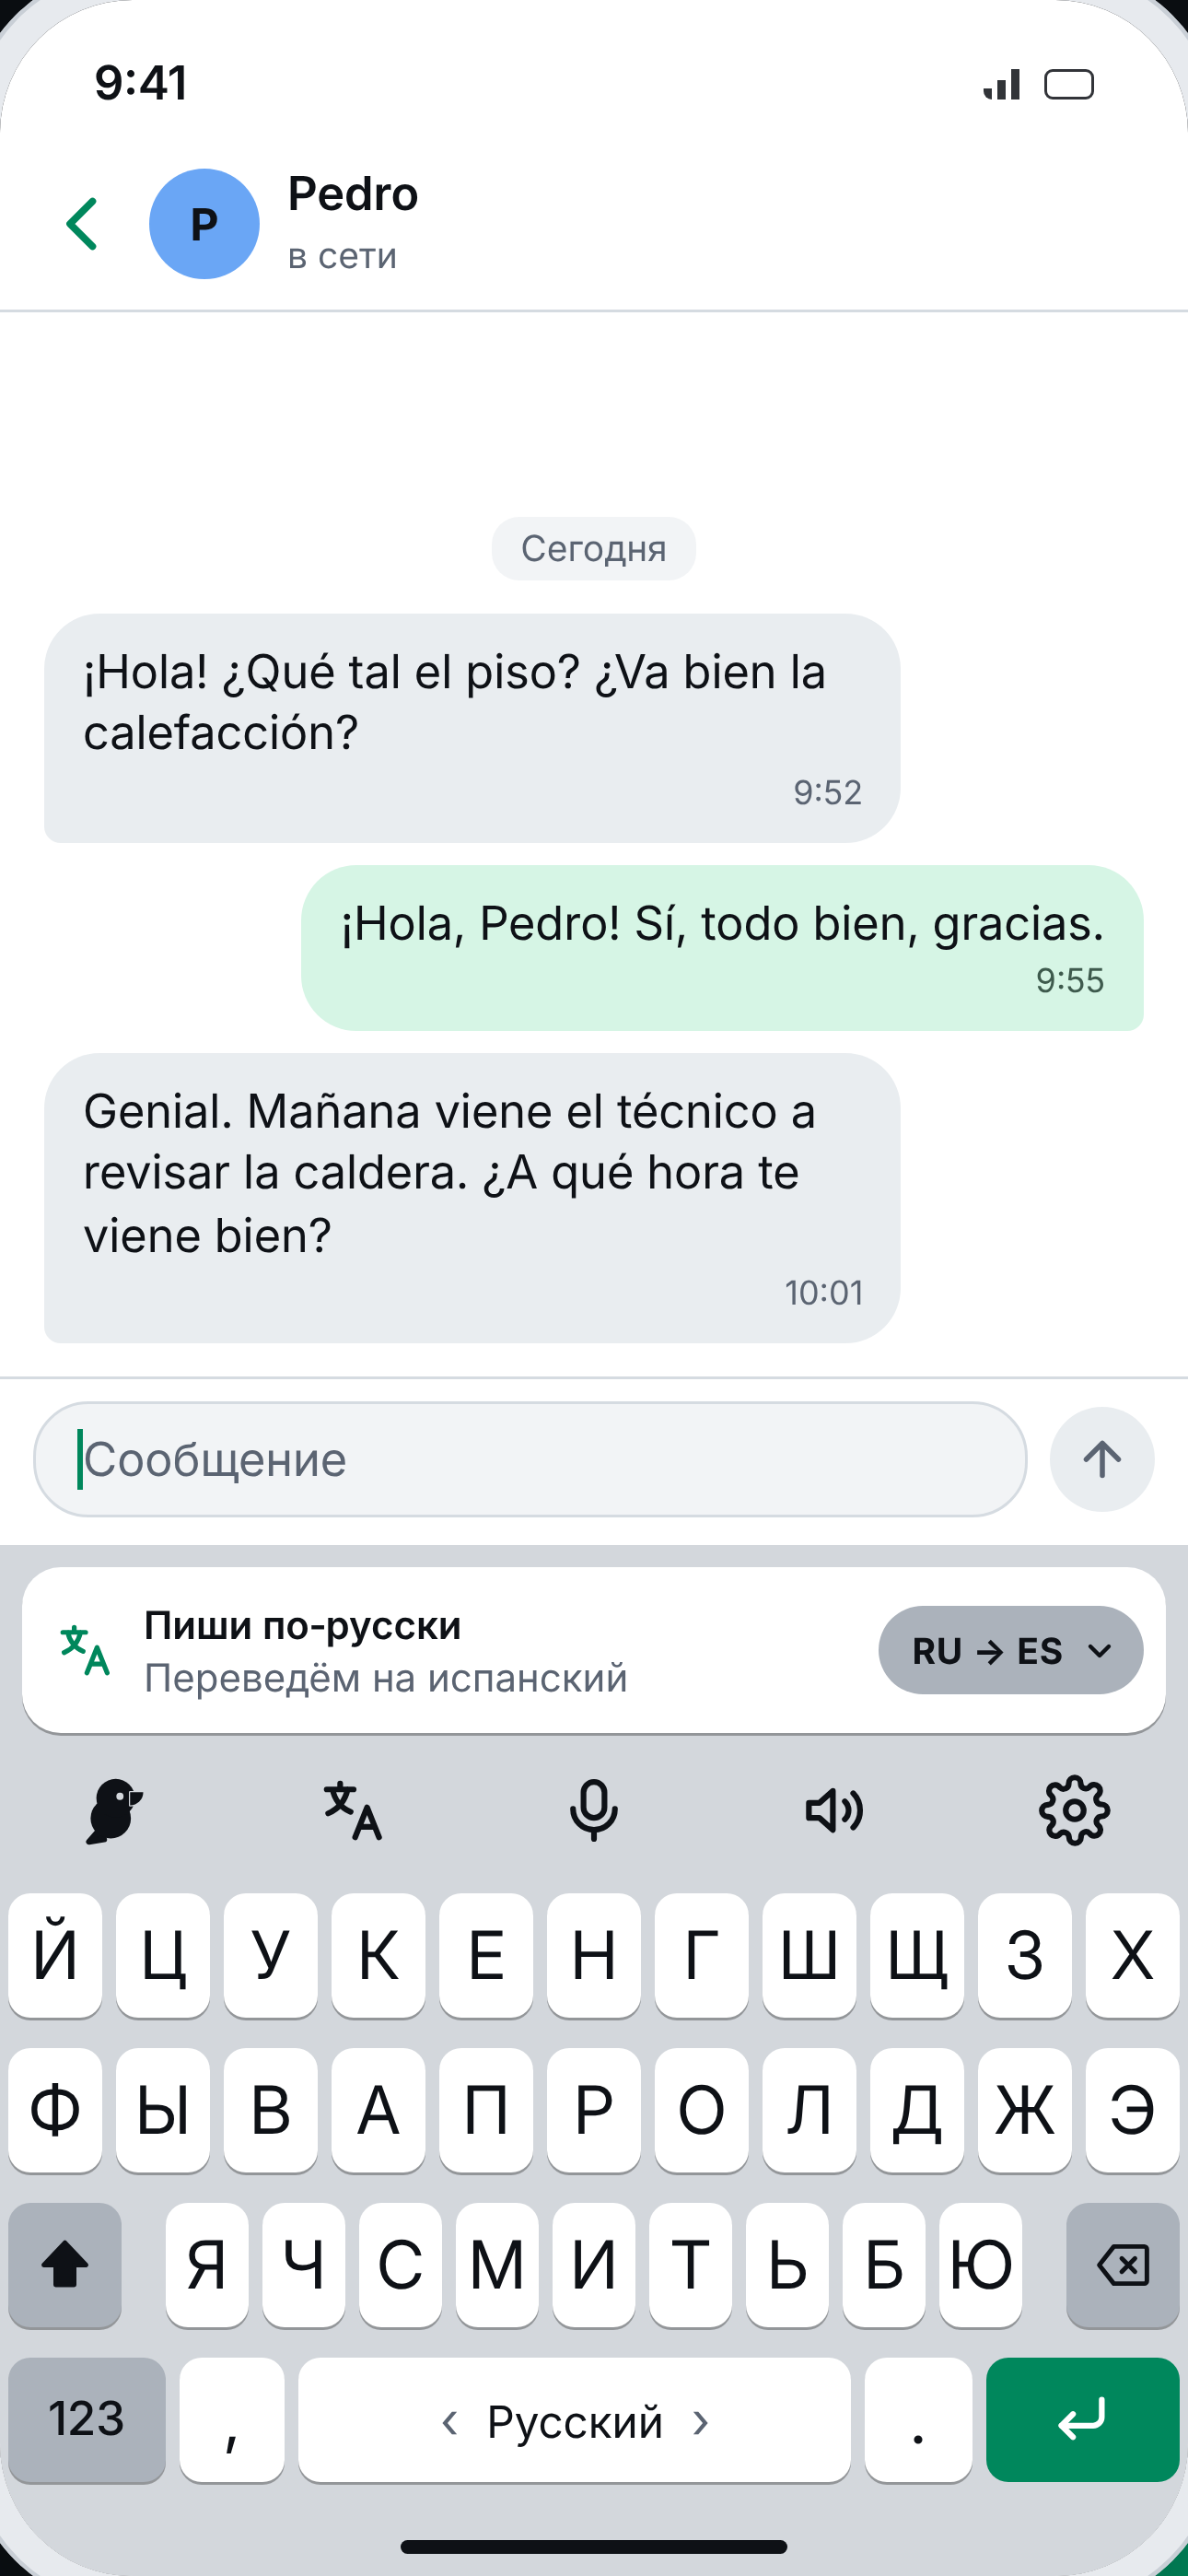 9:41
P
Pedro
в сети
Сегодня
¡Hola! ¿Qué tal el piso? ¿Va bien la
calefacción?
9:52
¡Hola, Pedro! Sí, todo bien, gracias.
9:55
Genial. Mañana viene el técnico a
revisar la caldera. ¿A qué hora te
viene bien?
10:01
Сообщение
Пиши по-русски
Переведём на испанский
RU → ES
Й Ц У К Е Н Г Ш Щ З Х
Ф Ы В А П Р О Л Д Ж Э
Я Ч С М И Т Ь Б Ю
123 , ‹ Русский › .